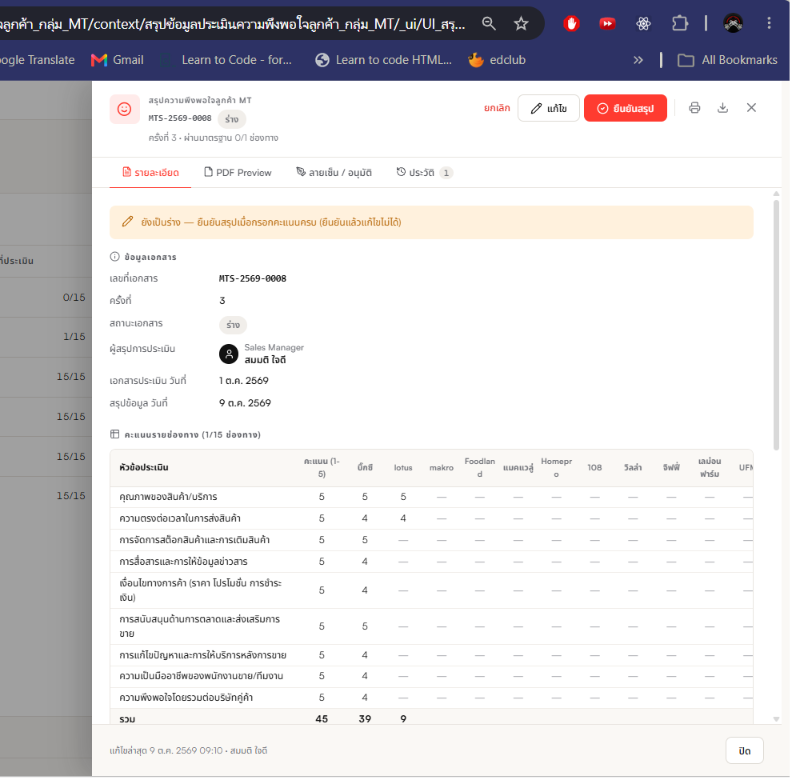 ลูกค้า_กลุ่ม_MT/context/สรุปข้อมูลประเมินความพึงพอใจลูกค้า_กลุ่ม_MT/_ui/UI_สรุ...
ogle Translate Gmail Learn to Code - for... Learn to code HTML... edclub » All Bookmarks
สรุปความพึงพอใจลูกค้า MT
MTS-2569-0008 ร่าง
ครั้งที่ 3 • ผ่านมาตรฐาน 0/1 ช่องทาง
ยกเลิก แก้ไข ยืนยันสรุป
รายละเอียด PDF Preview ลายเซ็น / อนุมัติ ประวัติ 1
ยังเป็นร่าง — ยืนยันสรุปเมื่อกรอกคะแนนครบ (ยืนยันแล้วแก้ไขไม่ได้)
ที่ประเมิน
0/15
1/15
15/15
15/15
15/15
15/15
ข้อมูลเอกสาร
เลขที่เอกสาร MTS-2569-0008
ครั้งที่ 3
สถานะเอกสาร ร่าง
ผู้สรุปการประเมิน Sales Manager
สมมติ ใจดี
เอกสารประเมิน วันที่ 1 ต.ค. 2569
สรุปข้อมูล วันที่ 9 ต.ค. 2569
คะแนนรายช่องทาง (1/15 ช่องทาง)
หัวข้อประเมิน คะแนน (1-5) บิ๊กซี lotus makro Foodland แมคแวลู่ Homepro 108 วิลล่า จิฟฟี่ เลม่อนฟาร์ม UFM
คุณภาพของสินค้า/บริการ 5 5 5 — — — — — — — — —
ความตรงต่อเวลาในการส่งสินค้า 5 4 4 — — — — — — — — —
การจัดการสต็อกสินค้าและการเติมสินค้า 5 5 — — — — — — — — — —
การสื่อสารและการให้ข้อมูลข่าวสาร 5 4 — — — — — — — — — —
เงื่อนไขทางการค้า (ราคา โปรโมชั่น การชำระ
เงิน) 5 4 — — — — — — — — — —
การสนับสนุนด้านการตลาดและส่งเสริมการ
ขาย 5 5 — — — — — — — — — —
การแก้ไขปัญหาและการให้บริการหลังการขาย 5 4 — — — — — — — — — —
ความเป็นมืออาชีพของพนักงานขาย/ทีมงาน 5 4 — — — — — — — — — —
ความพึงพอใจโดยรวมต่อบริษัทคู่ค้า 5 4 — — — — — — — — — —
รวม 45 39 9
แก้ไขล่าสุด 9 ต.ค. 2569 09:10 • สมมติ ใจดี
ปิด